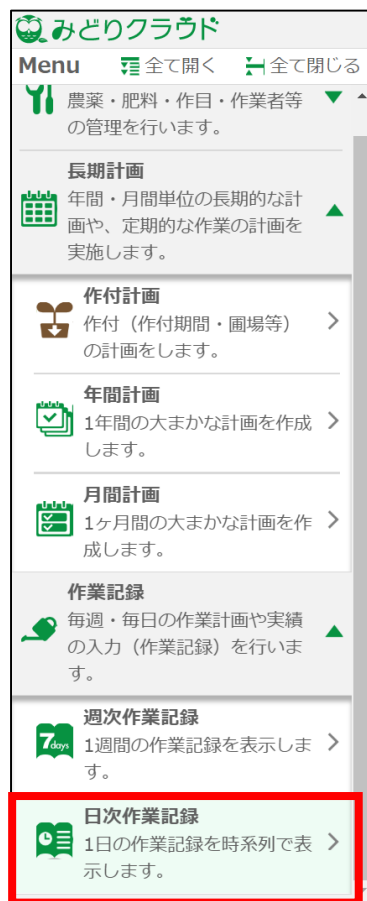 みどりクラウド
Menu 全て開く 全て閉じる
農薬・肥料・作目・作業者等
の管理を行います。
長期計画
年間・月間単位の長期的な計
画や、定期的な作業の計画を
実施します。
作付計画
作付（作付期間・圃場等）
の計画をします。
年間計画
1年間の大まかな計画を作成
します。
月間計画
1ヶ月間の大まかな計画を作
成します。
作業記録
毎週・毎日の作業計画や実績
の入力（作業記録）を行いま
す。
週次作業記録
7days
1週間の作業記録を表示しま
す。
日次作業記録
1日の作業記録を時系列で表
示します。